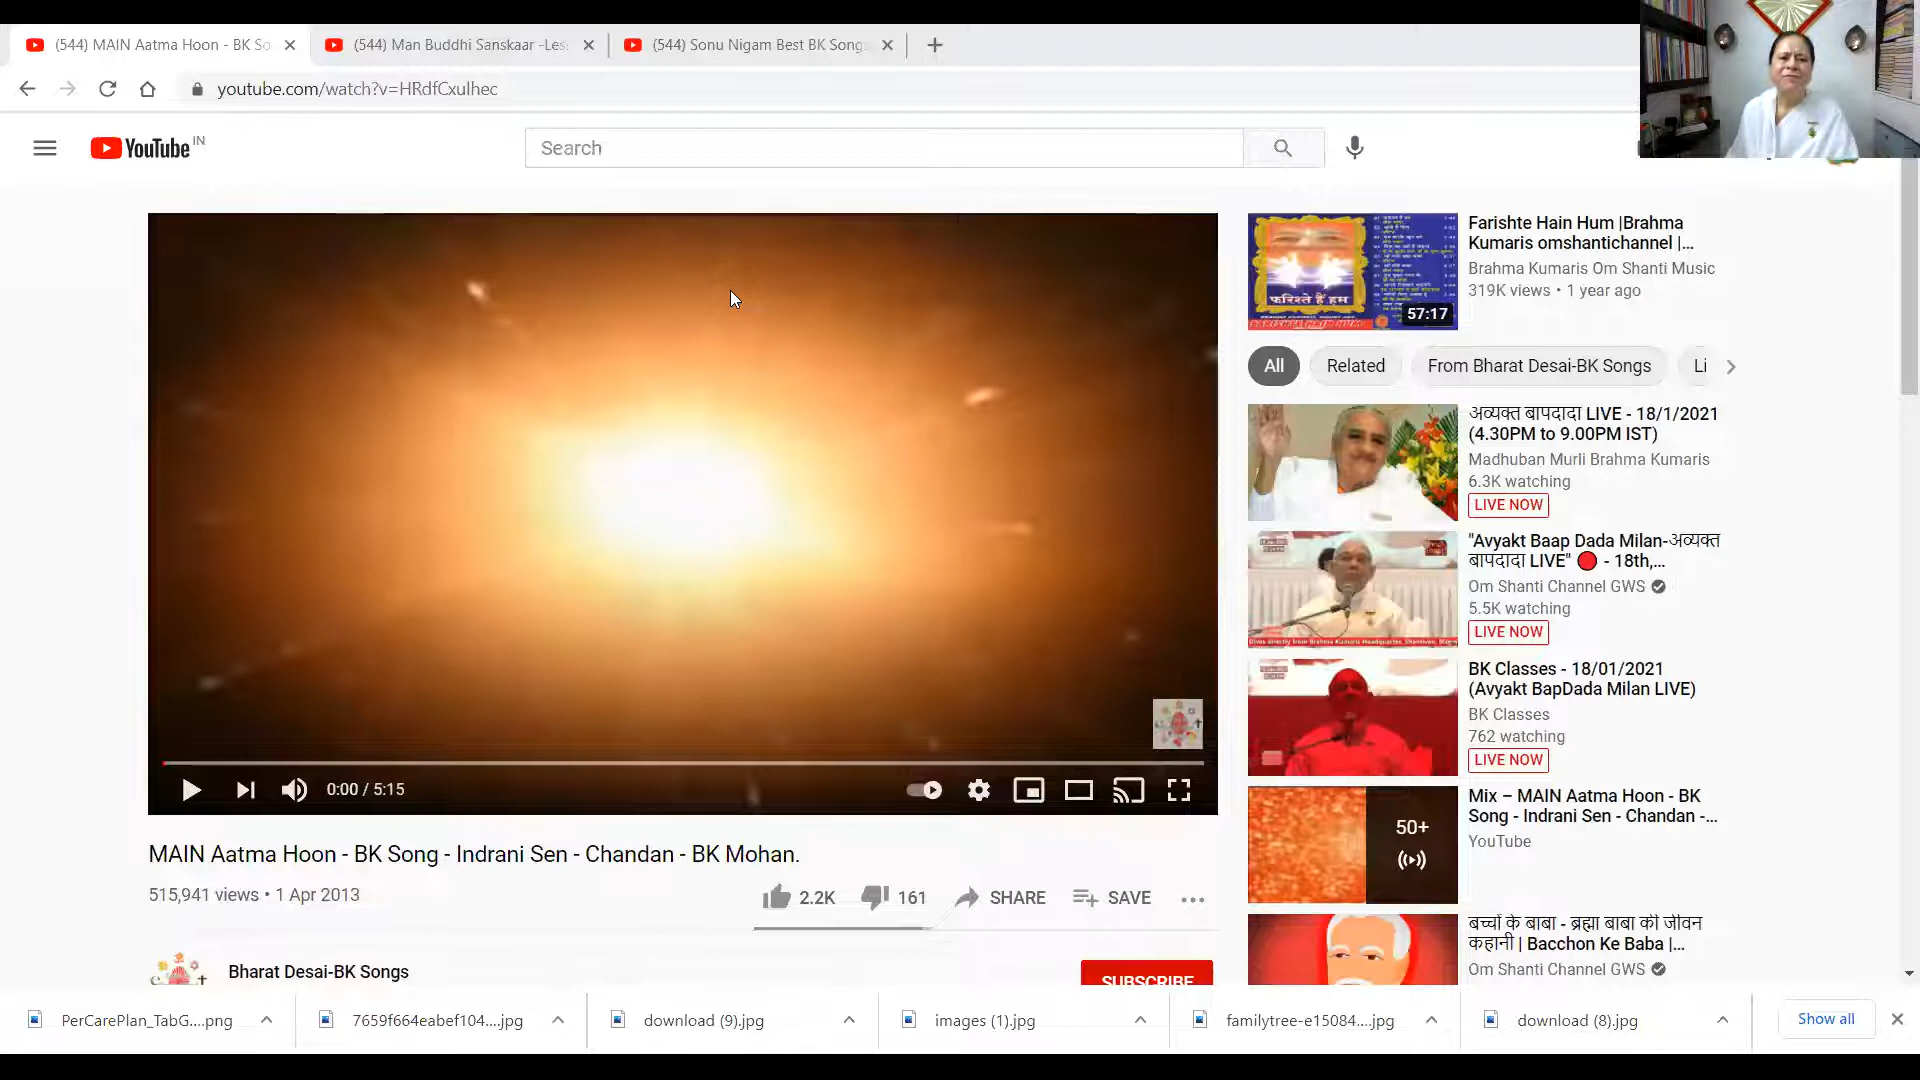 (544) MAIN Aatma Hoon - BK So
(544) Man Buddhi Sanskaar -Les
(544) Sonu Nigam Best BK Song
youtube.com/watch?v=HRdfCxulhec
YouTube IN
Search
Farishte Hain Hum |Brahma
Kumaris omshantichannel |...
Brahma Kumaris Om Shanti Music
319K views • 1 year ago
फरिश्ते हैं हम
57:17
All
Related
From Bharat Desai-BK Songs
Li
अव्यक्त बापदादा LIVE - 18/1/2021
(4.30PM to 9.00PM IST)
Madhuban Murli Brahma Kumaris
6.3K watching
LIVE NOW
"Avyakt Baap Dada Milan-अव्यक्त
बापदादा LIVE" 🔴 - 18th,...
Om Shanti Channel GWS
5.5K watching
LIVE NOW
BK Classes - 18/01/2021
(Avyakt BapDada Milan LIVE)
BK Classes
762 watching
LIVE NOW
50+
Mix – MAIN Aatma Hoon - BK
Song - Indrani Sen - Chandan -...
YouTube
बच्चों के बाबा - ब्रह्मा बाबा की जीवन
कहानी | Bacchon Ke Baba |...
Om Shanti Channel GWS
0:00 / 5:15
MAIN Aatma Hoon - BK Song - Indrani Sen - Chandan - BK Mohan.
515,941 views • 1 Apr 2013
2.2K
161
SHARE
SAVE
Bharat Desai-BK Songs
SUBSCRIBE
PerCarePlan_TabG....png
7659f664eabef104....jpg
download (9).jpg
images (1).jpg
familytree-e15084....jpg
download (8).jpg
Show all